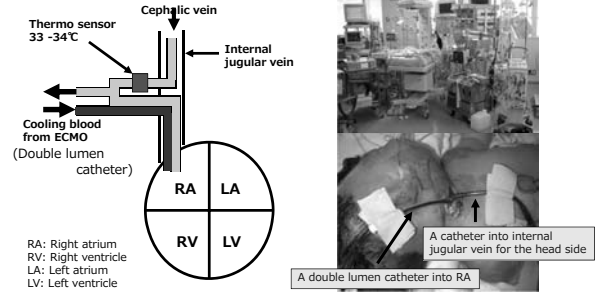 Cephalic vein
Thermo sensor
33 -34℃
Internal
jugular vein
Cooling blood
from ECMO
(Double lumen
catheter)
RA
LA
RV
LV
RA: Right atrium
RV: Right ventricle
LA: Left atrium
LV: Left ventricle
A catheter into internal
jugular vein for the head side
A double lumen catheter into RA